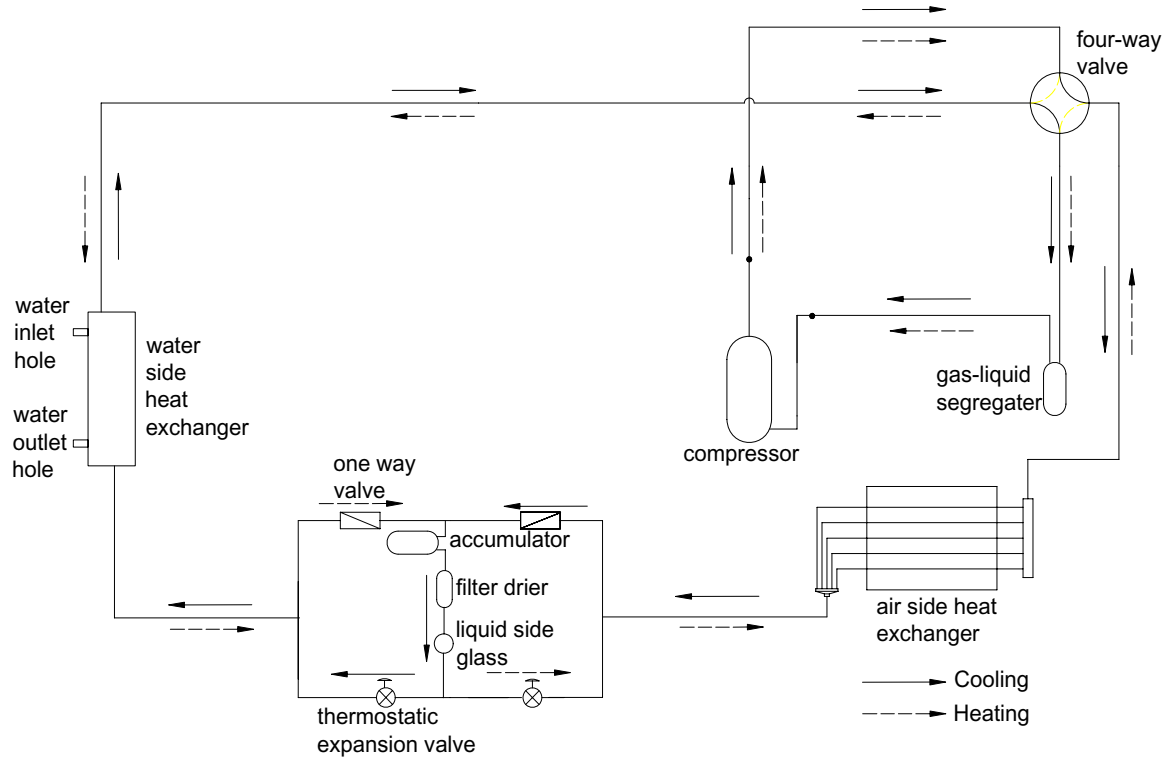 four-way
valve
water
inlet
hole
water
side
heat
exchanger
water
outlet
hole
gas-liquid
segregater
compressor
one way
valve
accumulator
filter drier
liquid side
glass
thermostatic
expansion valve
air side heat
exchanger
Cooling
Heating